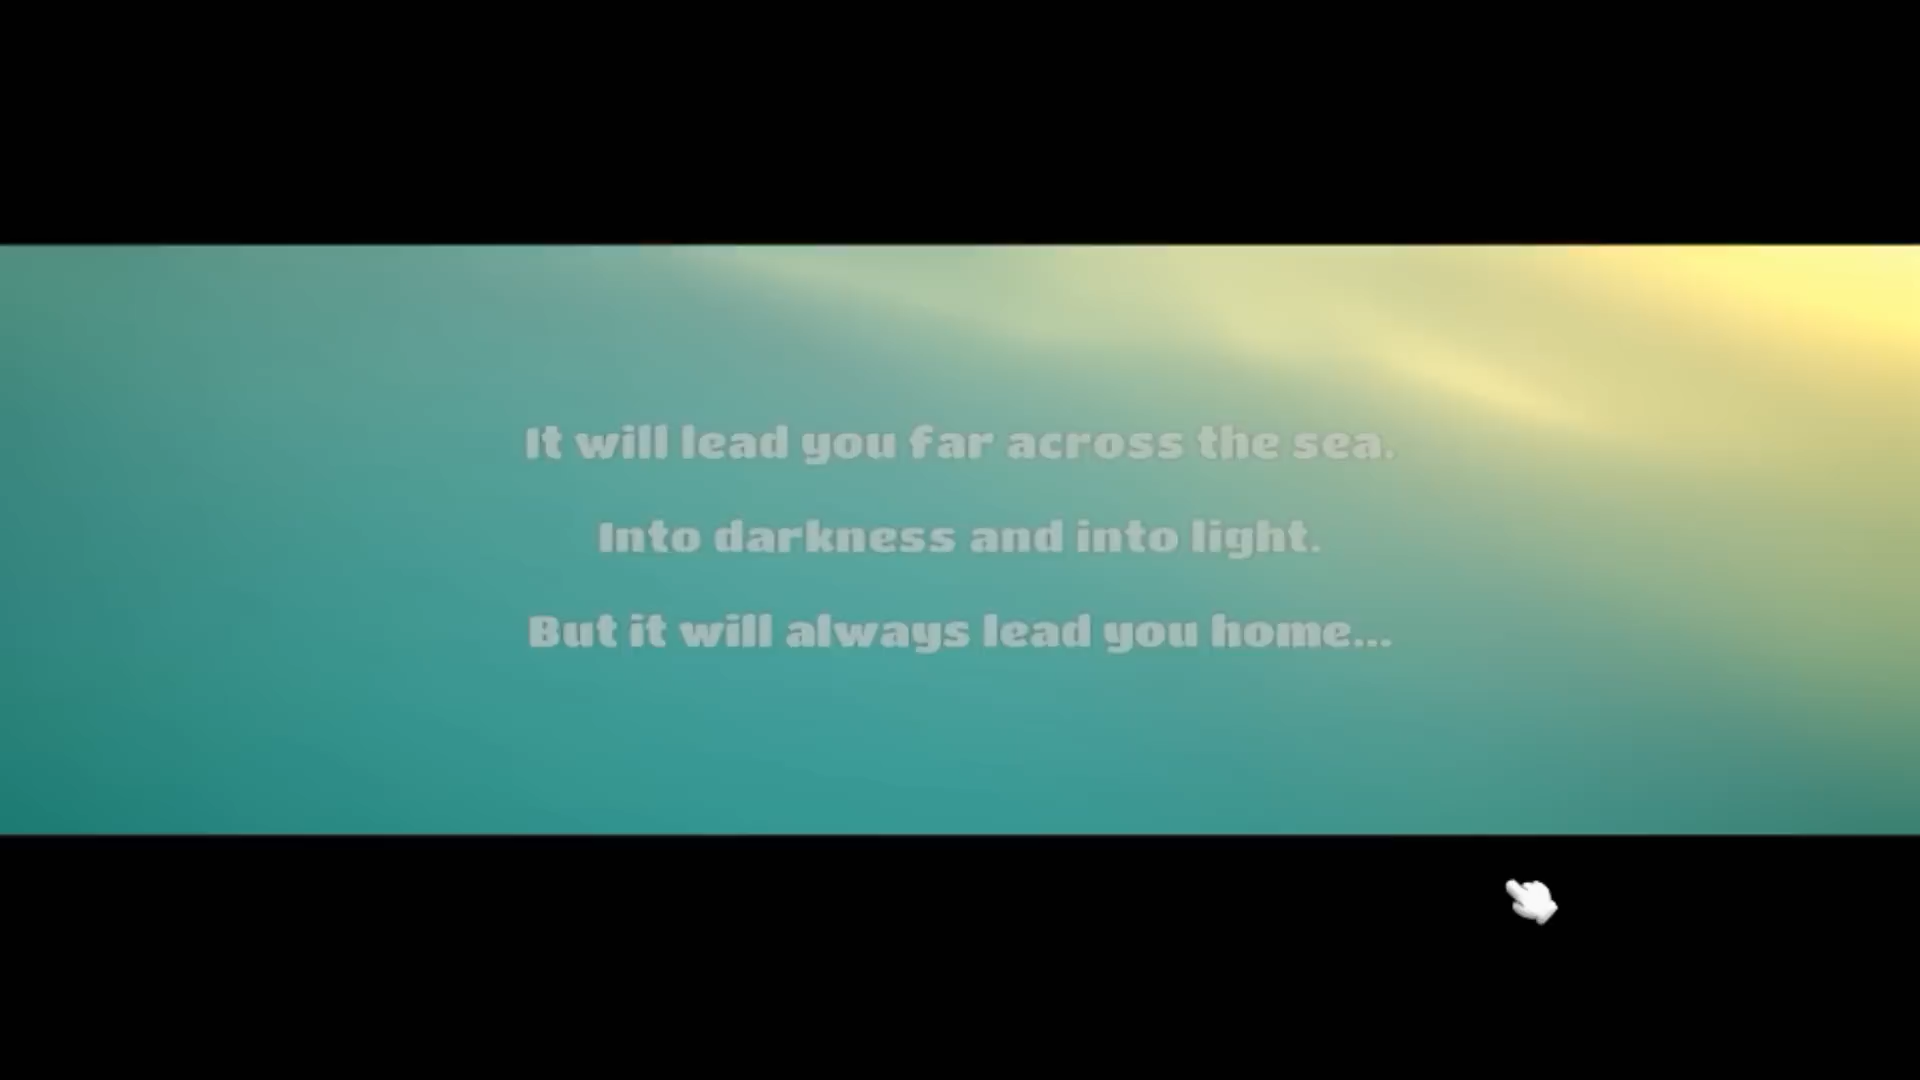 It will lead you far across the sea.
Into darkness and into light.
But it will always lead you home...